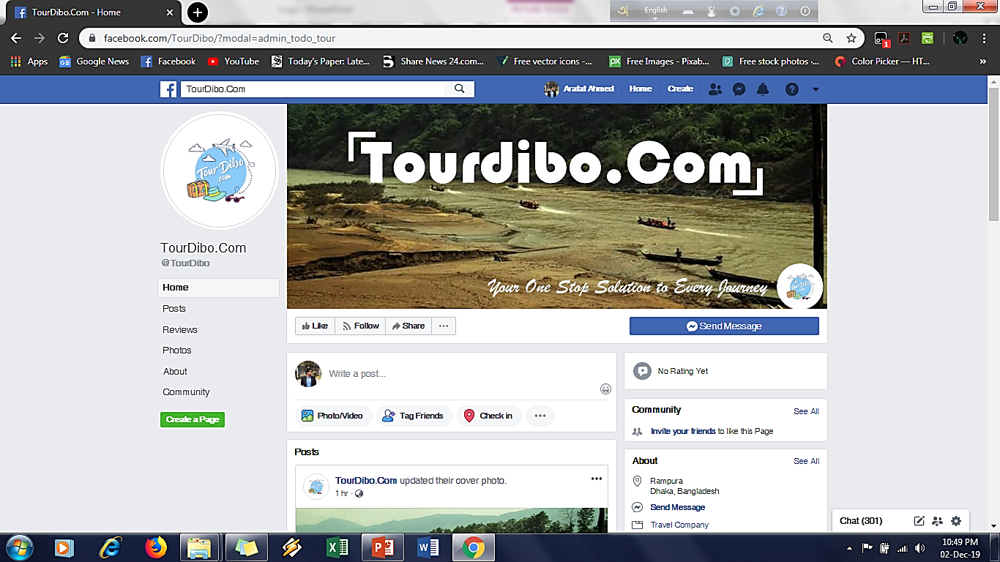 TourDibo.Com - Home
English
facebook.com/TourDibo/?modal=admin_todo_tour
1
Apps Google News Facebook YouTube Today's Paper: Late... Share News 24.com... Free vector icons -... Free Images - Pixab... Free stock photos ·... Color Picker — HT... »
TourDibo.Com
Arafat Ahmed Home Create
Tour Dibo
.com
Tourdibo.Com
Your One Stop Solution to Every Journey
TourDibo.Com
@TourDibo
Home
Posts
Reviews
Photos
About
Community
Create a Page
Like Follow Share ...
Send Message
Write a post...
Photo/Video Tag Friends Check in
Posts
TourDibo.Com updated their cover photo.
1 hr ·
No Rating Yet
Community See All
Invite your friends to like this Page
About See All
Rampura
Dhaka, Bangladesh
Send Message
Travel Company
Chat (301)
10:49 PM
02-Dec-19